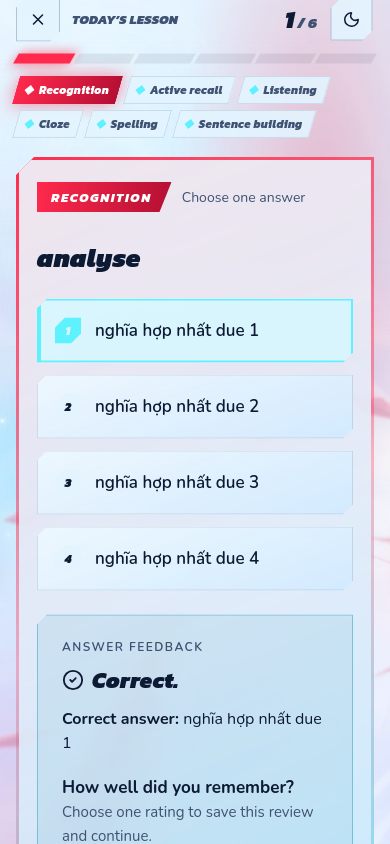 TODAY'S LESSON
1 / 6
Recognition
Active recall
Listening
Cloze
Spelling
Sentence building
RECOGNITION
Choose one answer
analyse
1 nghĩa hợp nhất due 1
2 nghĩa hợp nhất due 2
3 nghĩa hợp nhất due 3
4 nghĩa hợp nhất due 4
ANSWER FEEDBACK
Correct.
Correct answer: nghĩa hợp nhất due
1
How well did you remember?
Choose one rating to save this review
and continue.